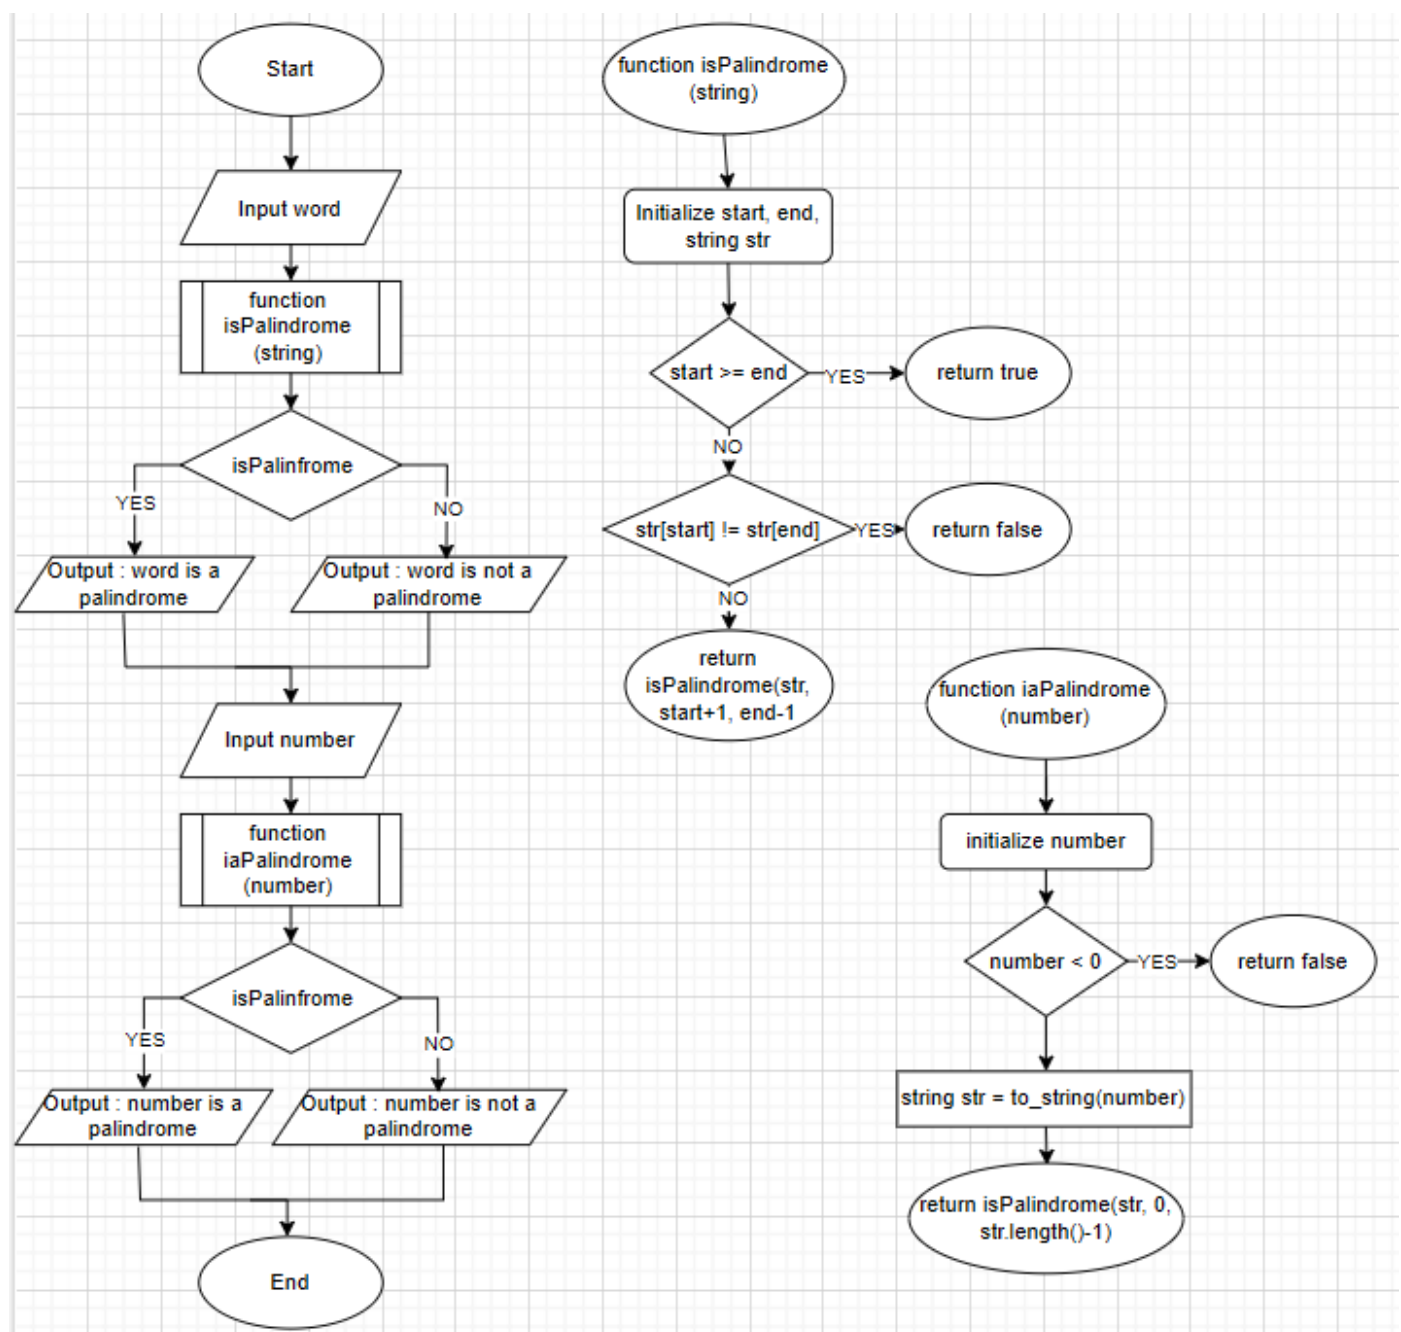 Start
Input word
function
isPalindrome
(string)
isPalinfrome
YES
NO
Output : word is a
palindrome
Output : word is not a
palindrome
Input number
function
iaPalindrome
(number)
isPalinfrome
YES
NO
Output : number is a
palindrome
Output : number is not a
palindrome
End
function isPalindrome
(string)
Initialize start, end,
string str
start >= end
YES
return true
NO
str[start] != str[end]
YES
return false
NO
return
isPalindrome(str,
start+1, end-1
function iaPalindrome
(number)
initialize number
number < 0
YES
return false
string str = to_string(number)
return isPalindrome(str, 0,
str.length()-1)